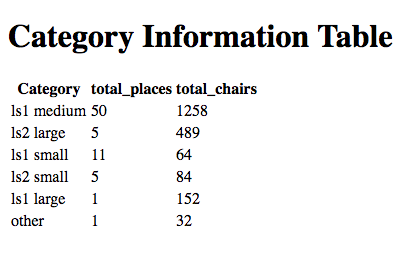 Category Information Table
Category total_places total_chairs
ls1 medium 50 1258
ls2 large 5 489
ls1 small 11 64
ls2 small 5 84
ls1 large 1 152
other 1 32